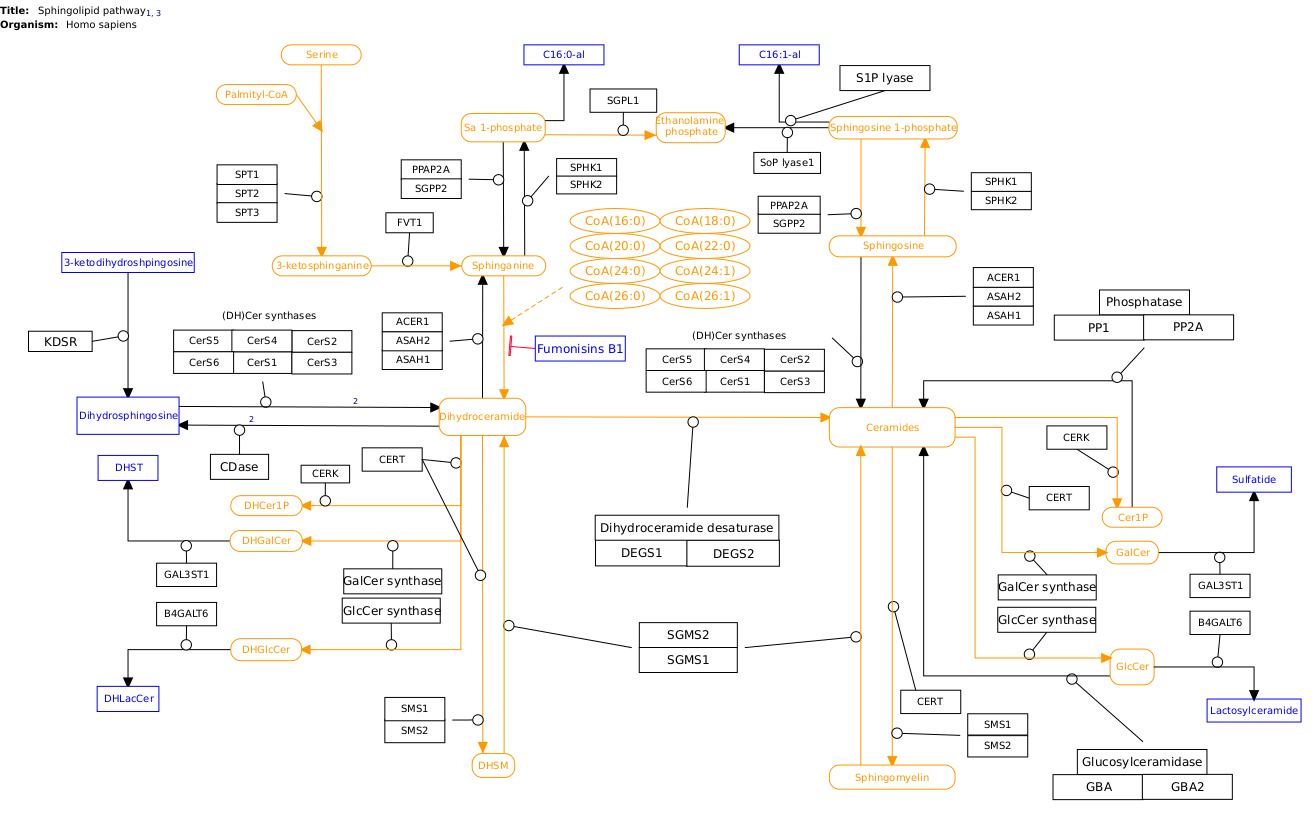 Title: Sphingolipid pathway1, 3
Organism: Homo sapiens
Serine
C16:0-al
C16:1-al
S1P lyase
Palmityl-CoA
SGPL1
Sa 1-phosphate
Ethanolamine
phosphate
Sphingosine 1-phosphate
SoP lyase1
SPT1
SPT2
SPT3
PPAP2A
SGPP2
SPHK1
SPHK2
SPHK1
SPHK2
PPAP2A
SGPP2
FVT1
CoA(16:0)
CoA(18:0)
CoA(20:0)
CoA(22:0)
CoA(24:0)
CoA(24:1)
CoA(26:0)
CoA(26:1)
Sphingosine
3-ketodihydroshpingosine
3-ketosphinganine
Sphinganine
ACER1
ASAH2
ASAH1
Phosphatase
PP1
PP2A
(DH)Cer synthases
CerS5
CerS4
CerS2
CerS6
CerS1
CerS3
KDSR
ACER1
ASAH2
ASAH1
Fumonisins B1
(DH)Cer synthases
CerS5
CerS4
CerS2
CerS6
CerS1
CerS3
2
Dihydrosphingosine
Dihydroceramide
2
Ceramides
CDase
CERT
CERK
CERK
DHST
CERT
Sulfatide
DHCer1P
Cer1P
Dihydroceramide desaturase
DEGS1
DEGS2
DHGalCer
GalCer
GAL3ST1
GalCer synthase
GalCer synthase
GAL3ST1
B4GALT6
GlcCer synthase
GlcCer synthase
B4GALT6
SGMS2
SGMS1
DHGlcCer
GlcCer
DHLacCer
CERT
Lactosylceramide
SMS1
SMS2
SMS1
SMS2
DHSM
Sphingomyelin
Glucosylceramidase
GBA
GBA2